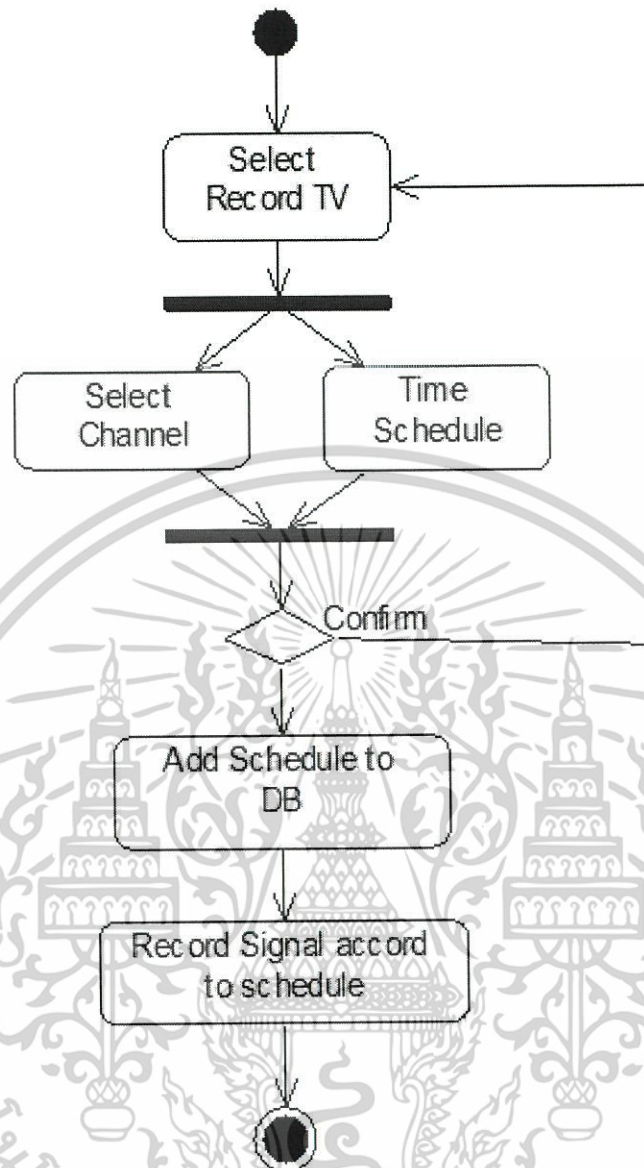 Select
Record TV
Select
Channel
Time
Schedule
Confirm
Add Schedule to
DB
Record Signal accord
to schedule